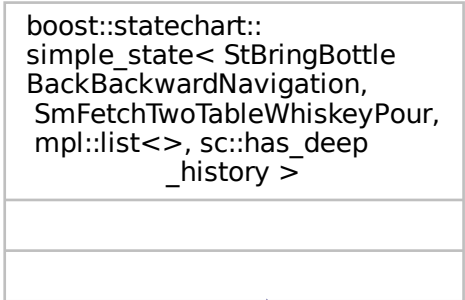 boost::statechart::
simple_state< StBringBottle
BackBackwardNavigation,
SmFetchTwoTableWhiskeyPour,
mpl::list<>, sc::has_deep
_history >